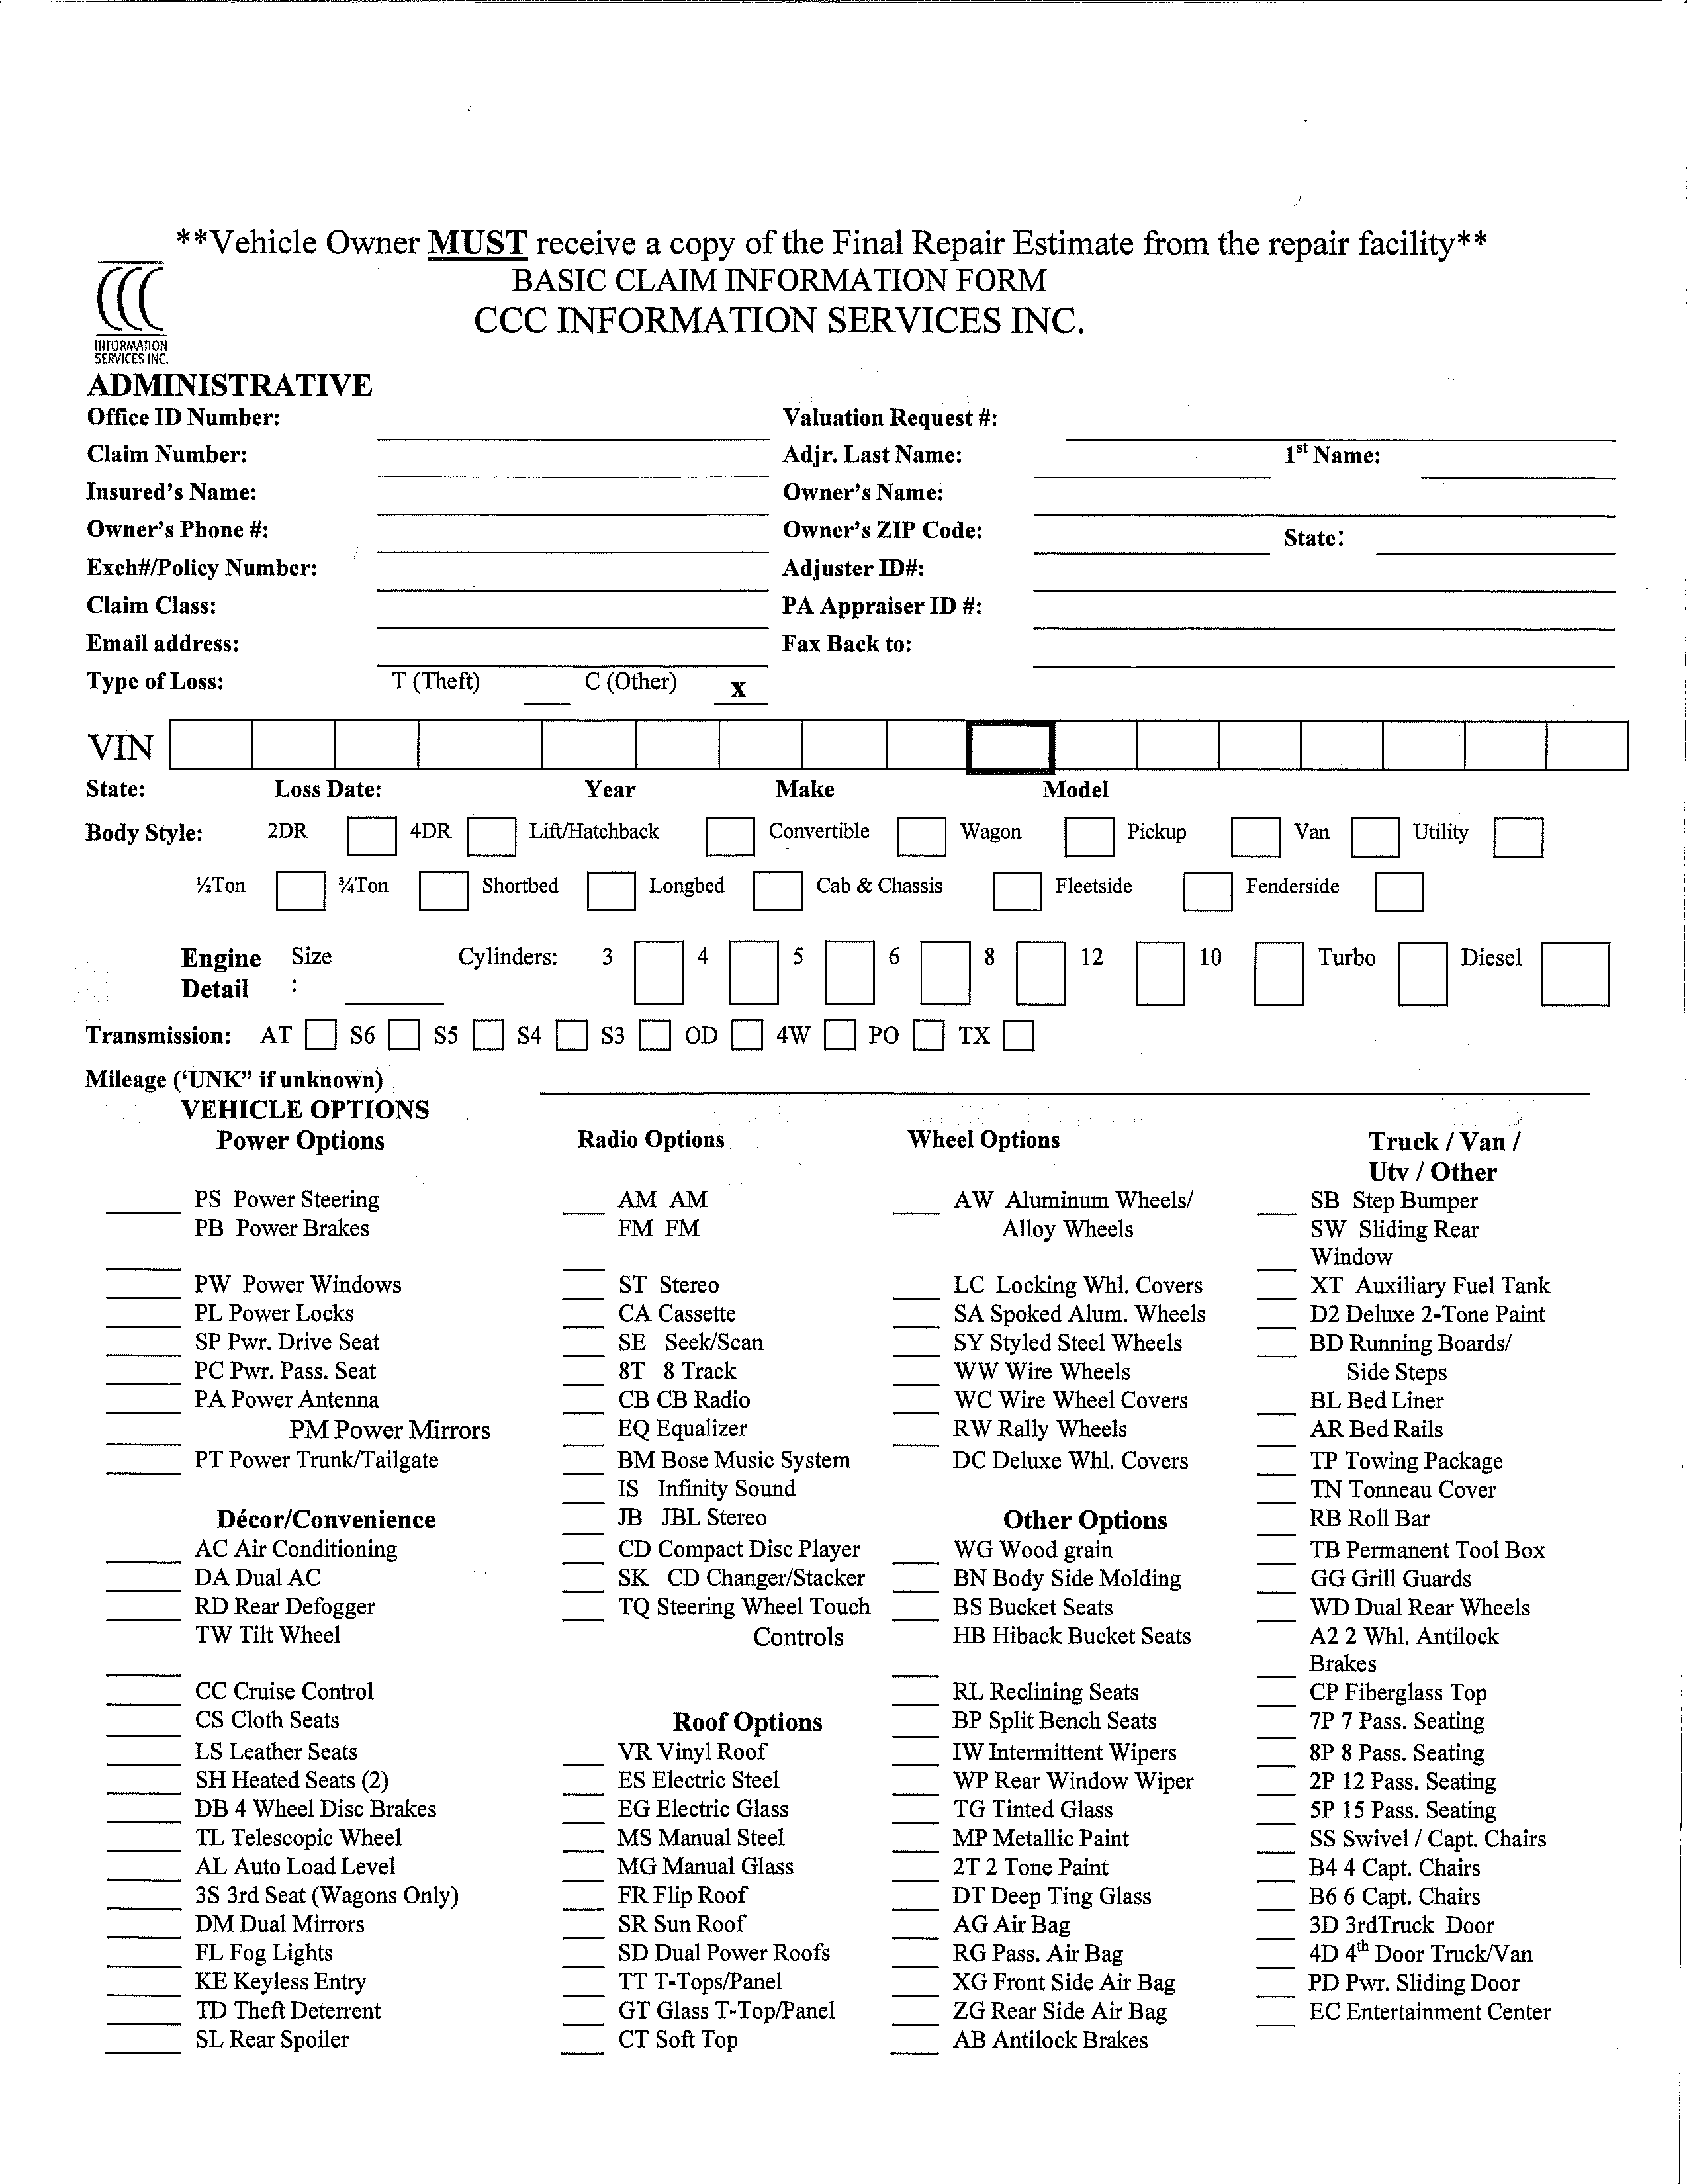 **Vehicle Owner MUST receive a copy of the Final Repair Estimate from the repair facility**
BASIC CLAIM INFORMATION FORM
CCC INFORMATION SERVICES INC.
CCC
INFORMATION
SERVICES INC.
ADMINISTRATIVE
Office ID Number: Valuation Request #:
Claim Number: Adjr. Last Name: 1st Name:
Insured's Name: Owner's Name:
Owner's Phone #: Owner's ZIP Code: State:
Exch#/Policy Number: Adjuster ID#:
Claim Class: PA Appraiser ID #:
Email address: Fax Back to:
Type of Loss: T (Theft) C (Other) X
VIN
State: Loss Date: Year Make Model
Body Style: 2DR 4DR Lift/Hatchback Convertible Wagon Pickup Van Utility
½Ton ¾Ton Shortbed Longbed Cab & Chassis Fleetside Fenderside
Engine Size Cylinders: 3 4 5 6 8 12 10 Turbo Diesel
Detail :
Transmission: AT S6 S5 S4 S3 OD 4W PO TX
Mileage ('UNK" if unknown)
VEHICLE OPTIONS
Power Options
PS Power Steering
PB Power Brakes
PW Power Windows
PL Power Locks
SP Pwr. Drive Seat
PC Pwr. Pass. Seat
PA Power Antenna
PM Power Mirrors
PT Power Trunk/Tailgate
Décor/Convenience
AC Air Conditioning
DA Dual AC
RD Rear Defogger
TW Tilt Wheel
CC Cruise Control
CS Cloth Seats
LS Leather Seats
SH Heated Seats (2)
DB 4 Wheel Disc Brakes
TL Telescopic Wheel
AL Auto Load Level
3S 3rd Seat (Wagons Only)
DM Dual Mirrors
FL Fog Lights
KE Keyless Entry
TD Theft Deterrent
SL Rear Spoiler
Radio Options
AM AM
FM FM
ST Stereo
CA Cassette
SE Seek/Scan
8T 8 Track
CB CB Radio
EQ Equalizer
BM Bose Music System
IS Infinity Sound
JB JBL Stereo
CD Compact Disc Player
SK CD Changer/Stacker
TQ Steering Wheel Touch
Controls
Roof Options
VR Vinyl Roof
ES Electric Steel
EG Electric Glass
MS Manual Steel
MG Manual Glass
FR Flip Roof
SR Sun Roof
SD Dual Power Roofs
TT T-Tops/Panel
GT Glass T-Top/Panel
CT Soft Top
Wheel Options
AW Aluminum Wheels/
Alloy Wheels
LC Locking Whl. Covers
SA Spoked Alum. Wheels
SY Styled Steel Wheels
WW Wire Wheels
WC Wire Wheel Covers
RW Rally Wheels
DC Deluxe Whl. Covers
Other Options
WG Wood grain
BN Body Side Molding
BS Bucket Seats
HB Hiback Bucket Seats
RL Reclining Seats
BP Split Bench Seats
IW Intermittent Wipers
WP Rear Window Wiper
TG Tinted Glass
MP Metallic Paint
2T 2 Tone Paint
DT Deep Ting Glass
AG Air Bag
RG Pass. Air Bag
XG Front Side Air Bag
ZG Rear Side Air Bag
AB Antilock Brakes
Truck / Van /
Utv / Other
SB Step Bumper
SW Sliding Rear
Window
XT Auxiliary Fuel Tank
D2 Deluxe 2-Tone Paint
BD Running Boards/
Side Steps
BL Bed Liner
AR Bed Rails
TP Towing Package
TN Tonneau Cover
RB Roll Bar
TB Permanent Tool Box
GG Grill Guards
WD Dual Rear Wheels
A2 2 Whl. Antilock
Brakes
CP Fiberglass Top
7P 7 Pass. Seating
8P 8 Pass. Seating
2P 12 Pass. Seating
5P 15 Pass. Seating
SS Swivel / Capt. Chairs
B4 4 Capt. Chairs
B6 6 Capt. Chairs
3D 3rdTruck Door
4D 4th Door Truck/Van
PD Pwr. Sliding Door
EC Entertainment Center